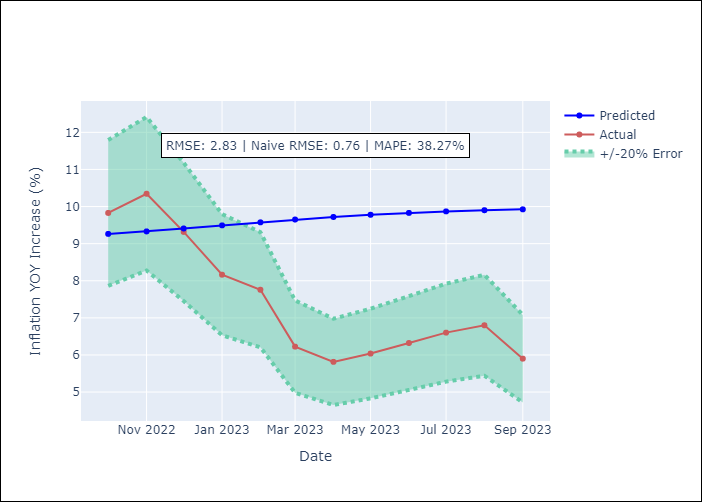 RMSE: 2.83 | Naive RMSE: 0.76 | MAPE: 38.27%
Predicted
Actual
+/-20% Error
Inflation YOY Increase (%)
12
11
10
9
8
7
6
5
Nov 2022
Jan 2023
Mar 2023
May 2023
Jul 2023
Sep 2023
Date